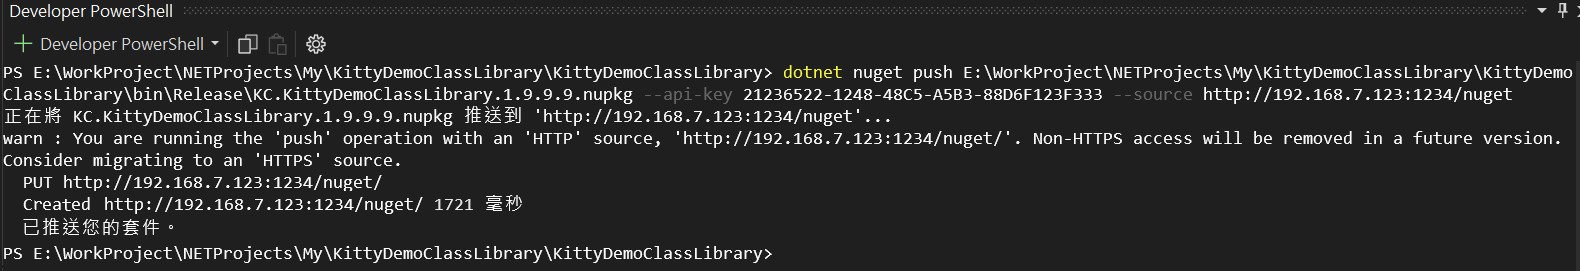 Developer PowerShell
Developer PowerShell
PS E:\WorkProject\NETProjects\My\KittyDemoClassLibrary\KittyDemoClassLibrary> dotnet nuget push E:\WorkProject\NETProjects\My\KittyDemoClassLibrary\KittyDemo
ClassLibrary\bin\Release\KC.KittyDemoClassLibrary.1.9.9.9.nupkg --api-key 21236522-1248-48C5-A5B3-88D6F123F333 --source http://192.168.7.123:1234/nuget
正在將 KC.KittyDemoClassLibrary.1.9.9.9.nupkg 推送到 'http://192.168.7.123:1234/nuget'...
warn : You are running the 'push' operation with an 'HTTP' source, 'http://192.168.7.123:1234/nuget/'. Non-HTTPS access will be removed in a future version.
Consider migrating to an 'HTTPS' source.
PUT http://192.168.7.123:1234/nuget/
Created http://192.168.7.123:1234/nuget/ 1721 毫秒
已推送您的套件。
PS E:\WorkProject\NETProjects\My\KittyDemoClassLibrary\KittyDemoClassLibrary>